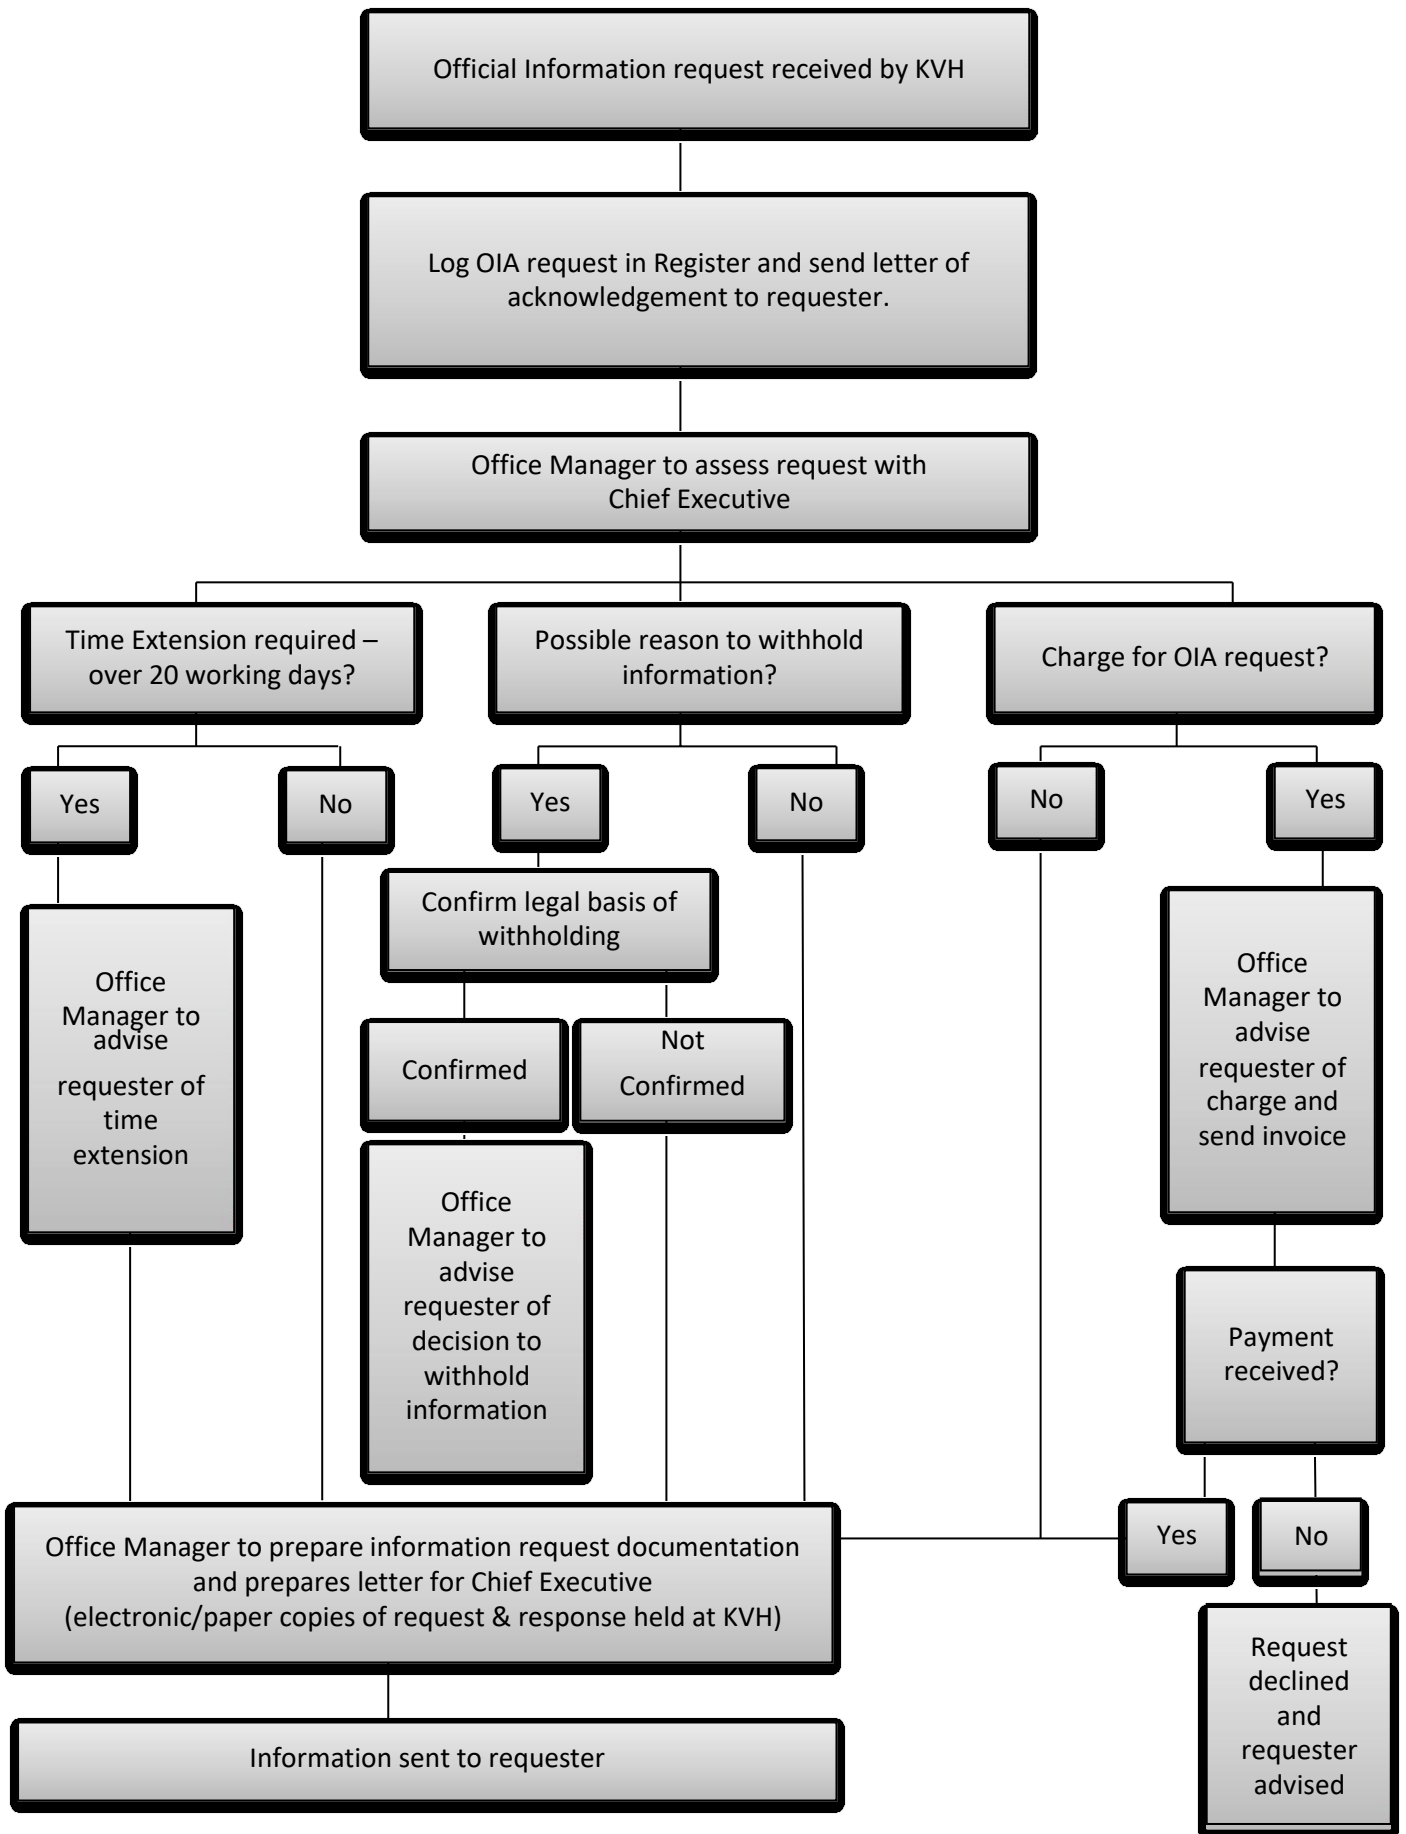 Official Information request received by KVH
Log OIA request in Register and send letter of
acknowledgement to requester.
Office Manager to assess request with
Chief Executive
Time Extension required –
over 20 working days?
Possible reason to withhold
information?
Charge for OIA request?
Yes
No
Yes
No
No
Yes
Office
Manager to
advise
requester of
time
extension
Confirm legal basis of
withholding
Confirmed
Not
Confirmed
Office
Manager to
advise
requester of
decision to
withhold
information
Office
Manager to
advise
requester of
charge and
send invoice
Payment
received?
Yes
No
Office Manager to prepare information request documentation
and prepares letter for Chief Executive
(electronic/paper copies of request & response held at KVH)
Request
declined
and
requester
advised
Information sent to requester